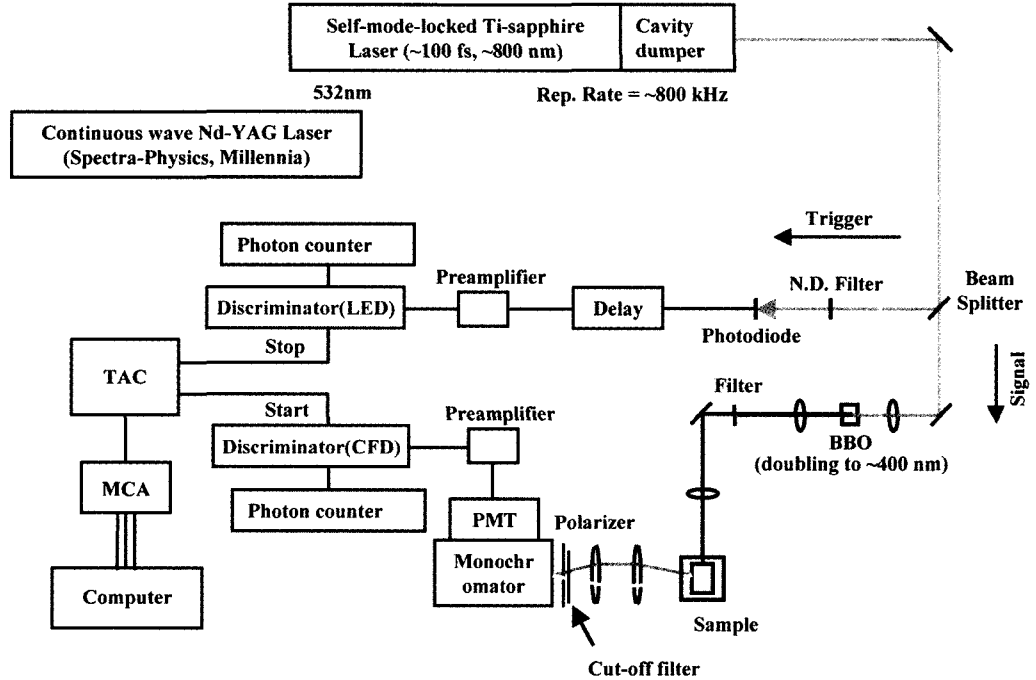 Self-mode-locked Ti-sapphire
Laser (~100 fs, ~800 nm)
Cavity
dumper
532nm
Rep. Rate = ~800 kHz
Continuous wave Nd-YAG Laser
(Spectra-Physics, Millennia)
Trigger
Photon counter
Preamplifier
N.D. Filter
Beam
Splitter
Discriminator(LED)
Delay
Photodiode
Stop
TAC
Signal
Start
Filter
Preamplifier
Discriminator(CFD)
BBO
(doubling to ~400 nm)
MCA
Photon counter
PMT
Polarizer
Monochr
omator
Computer
Sample
Cut-off filter